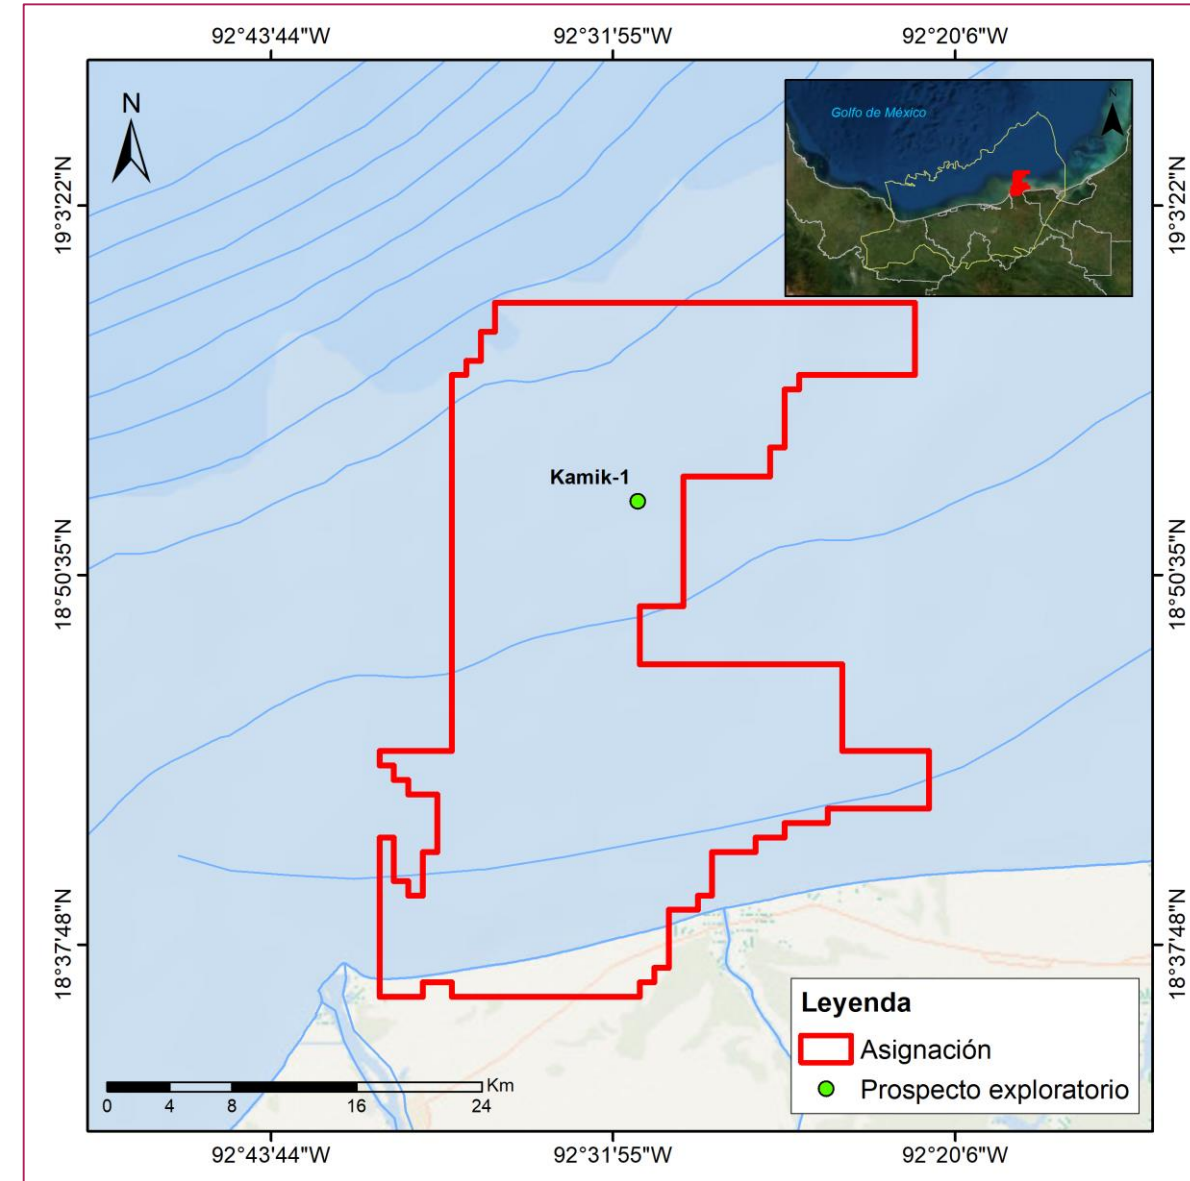 92°43'44"W 92°31'55"W 92°20'6"W
N
Golfo de México
N
19°3'22"N 19°3'22"N
Kamik-1
18°50'35"N 18°50'35"N
18°37'48"N 18°37'48"N
Leyenda
Asignación
Prospecto exploratorio
Km
0 4 8 16 24
92°43'44"W 92°31'55"W 92°20'6"W